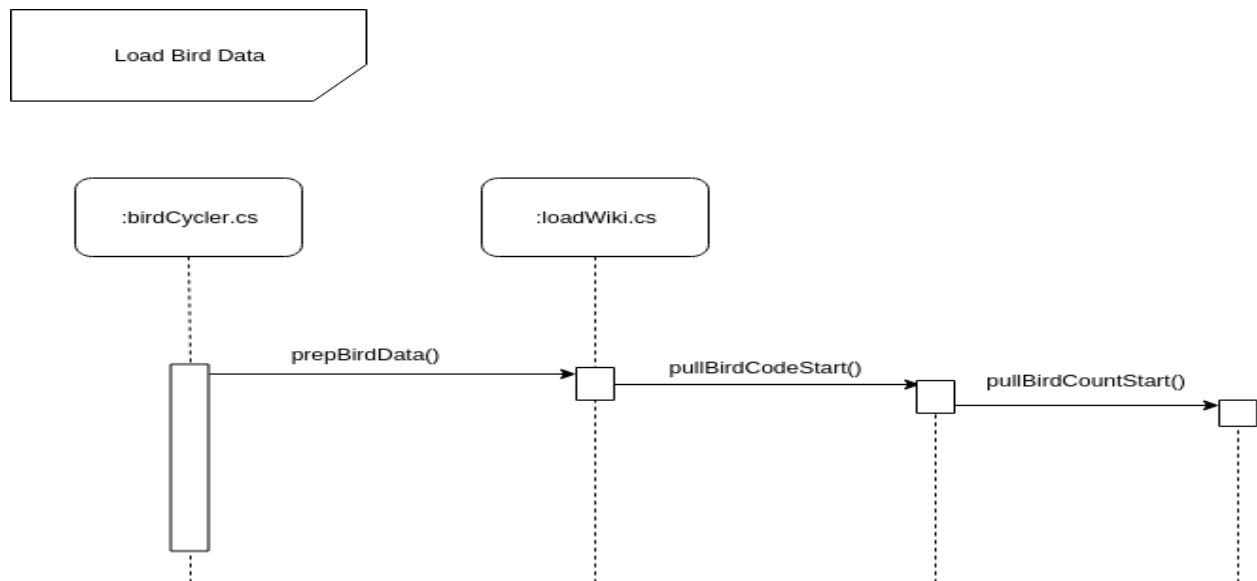 Load Bird Data
:birdCycler.cs
:loadWiki.cs
prepBirdData()
pullBirdCodeStart()
pullBirdCountStart()